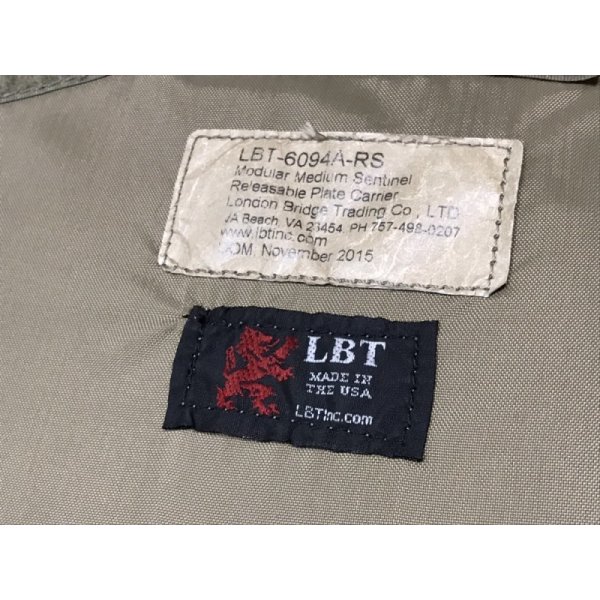 LBT-6094A-RS
Modular Medium Sentinel
Releasable Plate Carrier
London Bridge Trading Co., LTD
VA Beach, VA 23454. PH 757-498-0207
www.lbtinc.com
DOM. November 2015
LBT
MADE IN
THE USA
LBTInc.com